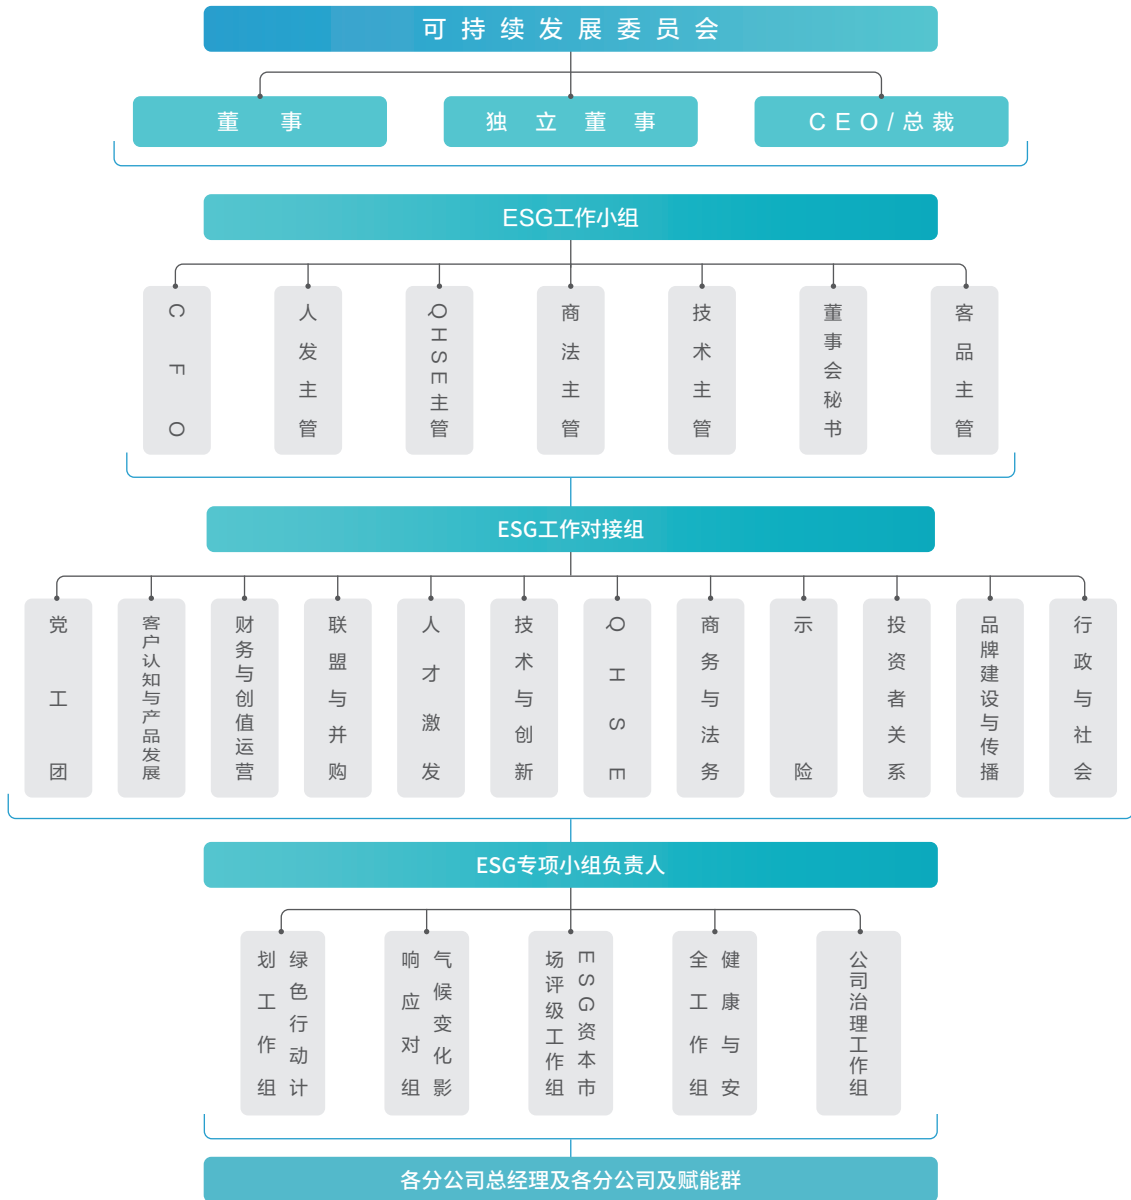 可持续发展委员会
董事
独立董事
CEO/总裁
ESG工作小组
CFO
人发主管
QHSE主管
商法主管
技术主管
董事会秘书
客品主管
ESG工作对接组
党工团
客户认知与产品发展
财务与创值运营
联盟与并购
人才激发
技术与创新
QHSE
商务与法务
示险
投资者关系
品牌建设与传播
行政与社会
ESG专项小组负责人
绿色行动计
划工作组
气候变化影
响应对组
ESG资本市
场评级工作组
健康与安
全工作组
公司治理工作组
各分公司总经理及各分公司及赋能群